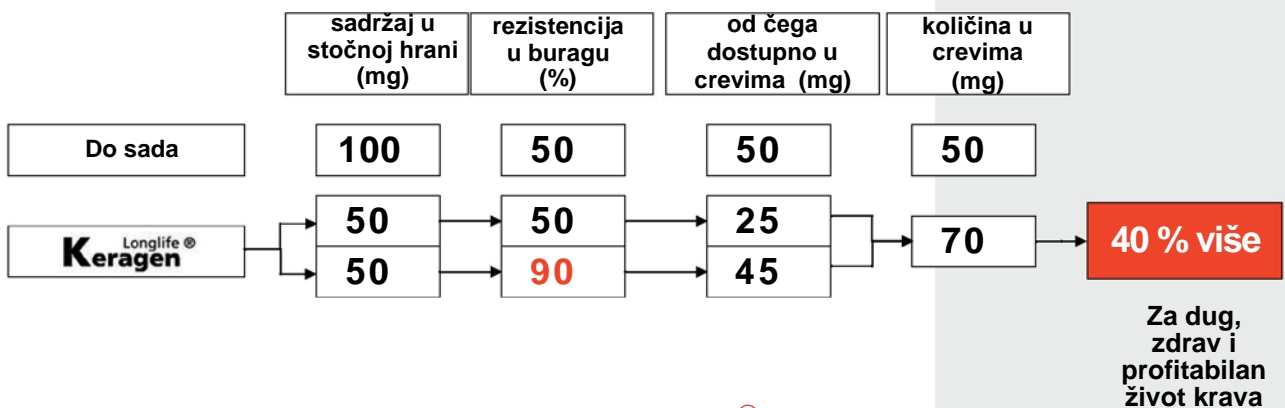 sadržaj u
stočnoj hrani
(mg)
rezistencija
u buragu
(%)
od čega
dostupno u
crevima (mg)
količina u
crevima
(mg)
Do sada
100
50
50
50
Longlife ®
Keragen
50
50
25
50
90
45
70
40 % više
Za dug,
zdrav i
profitabilan
život krava